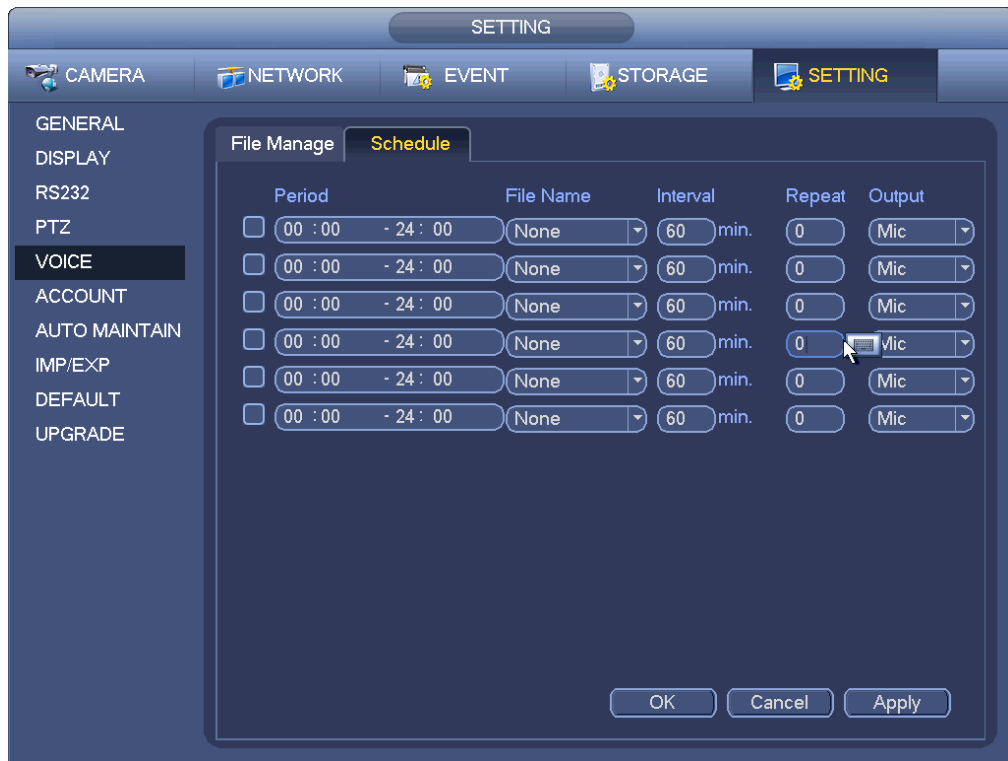 SETTING
CAMERA NETWORK EVENT STORAGE SETTING
GENERAL
DISPLAY
RS232
PTZ
VOICE
ACCOUNT
AUTO MAINTAIN
IMP/EXP
DEFAULT
UPGRADE
File Manage Schedule
Period File Name Interval Repeat Output
00 :00 - 24 : 00 None 60 min. 0 Mic
00 :00 - 24 : 00 None 60 min. 0 Mic
00 :00 - 24 : 00 None 60 min. 0 Mic
00 :00 - 24 : 00 None 60 min. 0 Mic
00 :00 - 24 : 00 None 60 min. 0 Mic
00 :00 - 24 : 00 None 60 min. 0 Mic
OK Cancel Apply